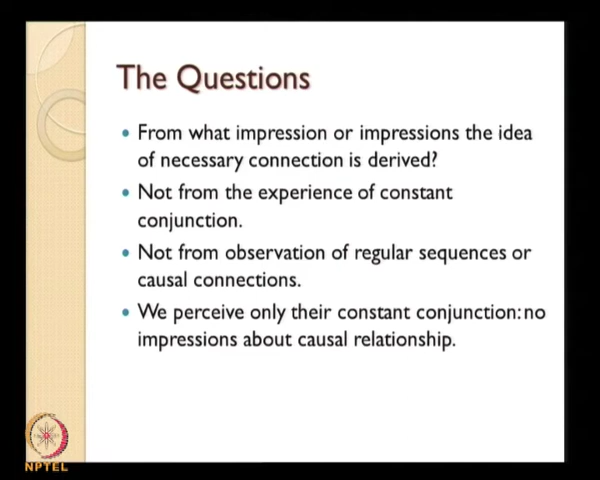 The Questions
• From what impression or impressions the idea
of necessary connection is derived?
• Not from the experience of constant
conjunction.
• Not from observation of regular sequences or
causal connections.
• We perceive only their constant conjunction: no
impressions about causal relationship.
NPTEL